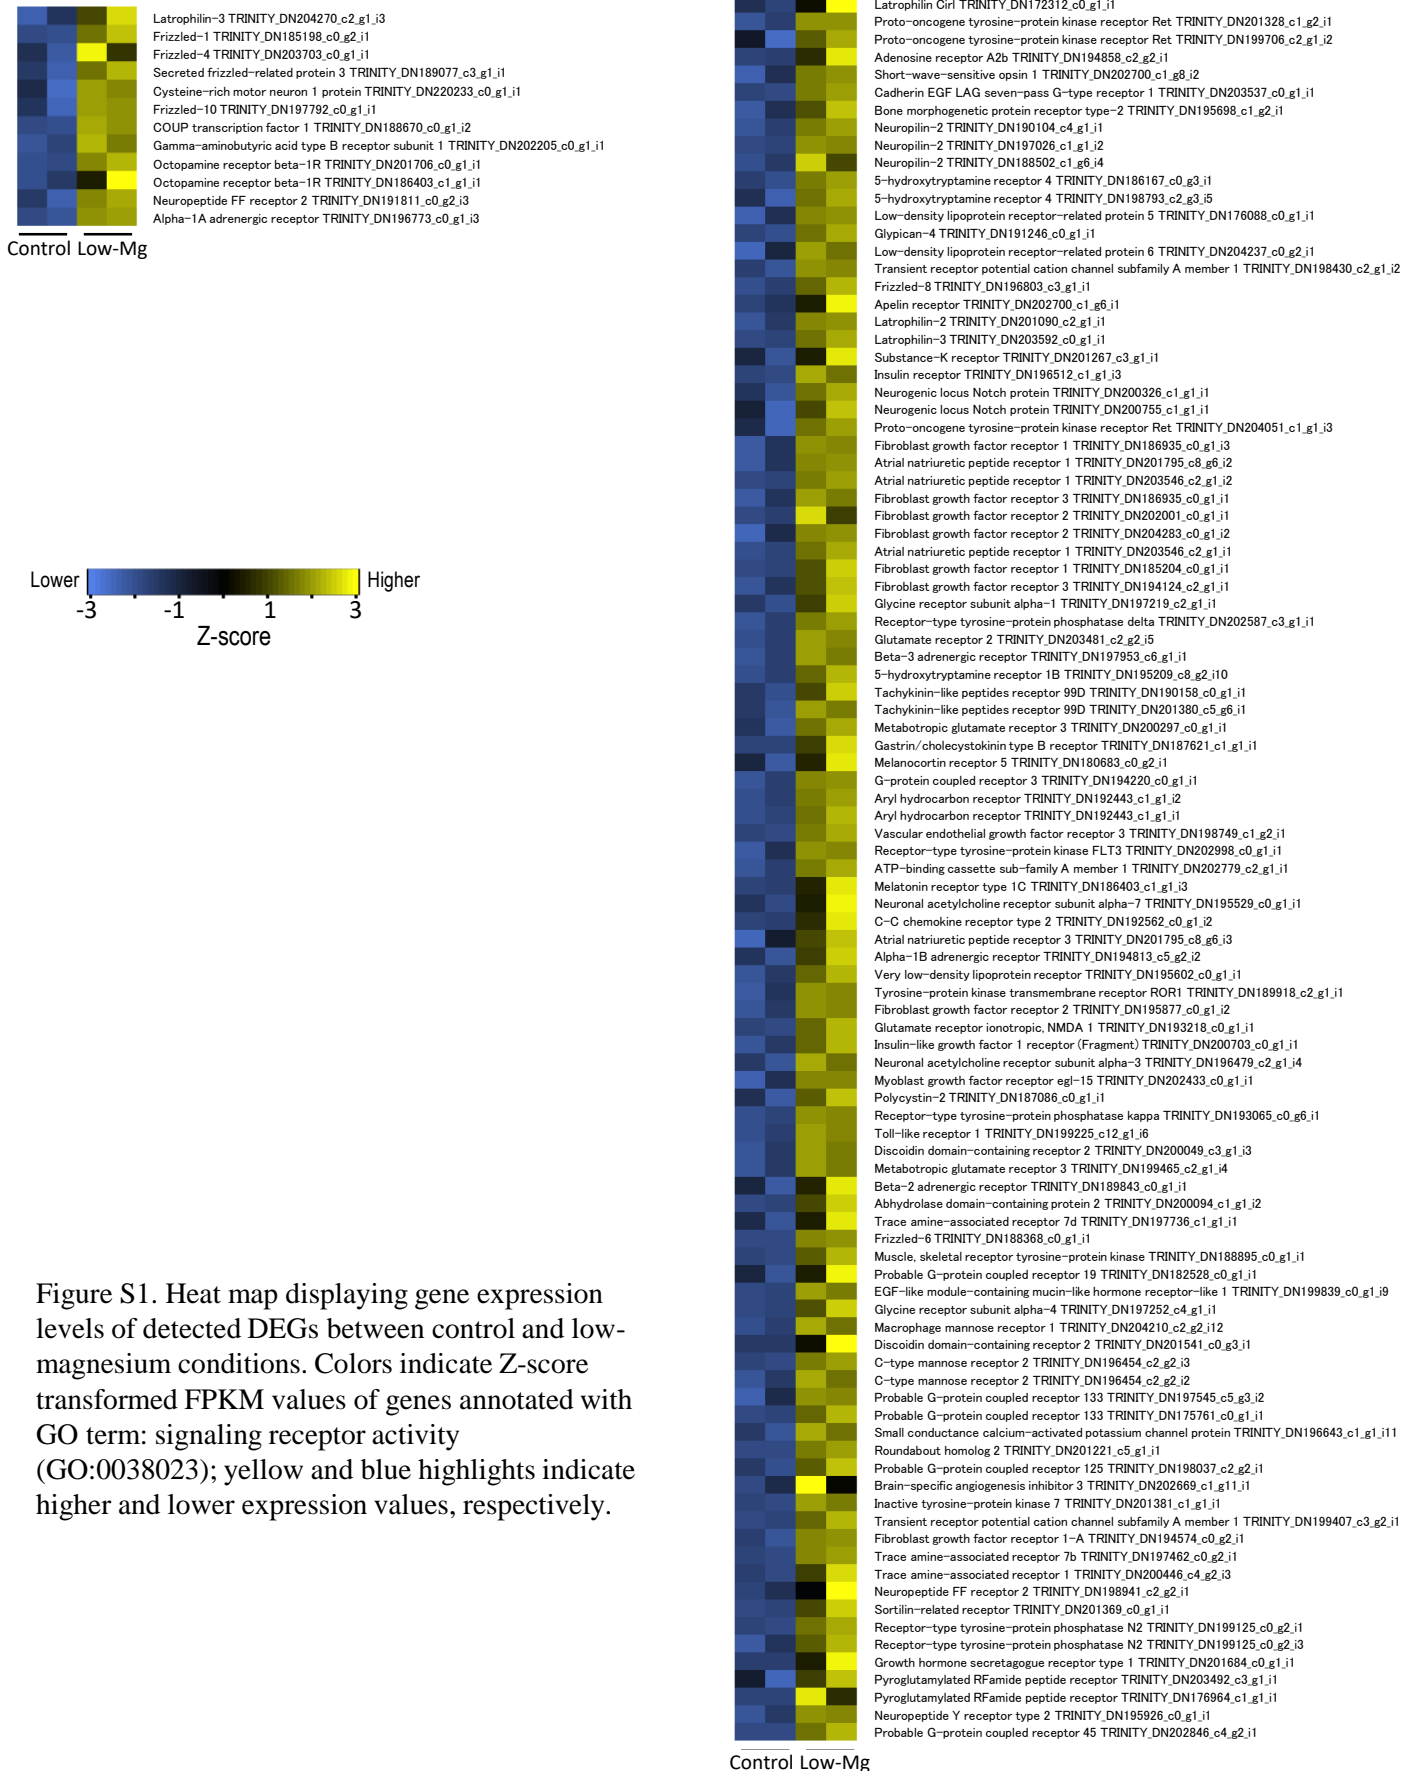 Latrophilin-3 TRINITY_DN204270_c2_g1_i3
Frizzled-1 TRINITY_DN185198_c0_g2_i1
Frizzled-4 TRINITY_DN203703_c0_g1_i1
Secreted frizzled-related protein 3 TRINITY_DN189077_c3_g1_i1
Cysteine-rich motor neuron 1 protein TRINITY_DN220233_c0_g1_i1
Frizzled-10 TRINITY_DN197792_c0_g1_i1
COUP transcription factor 1 TRINITY_DN188670_c0_g1_i2
Gamma-aminobutyric acid type B receptor subunit 1 TRINITY_DN202205_c0_g1_i1
Octopamine receptor beta-1R TRINITY_DN201706_c0_g1_i1
Octopamine receptor beta-1R TRINITY_DN186403_c1_g1_i1
Neuropeptide FF receptor 2 TRINITY_DN191811_c0_g2_i3
Alpha-1A adrenergic receptor TRINITY_DN196773_c0_g1_i3
Control Low-Mg
Lower Higher
-3 -1 1 3
Z-score
Figure S1. Heat map displaying gene expression
levels of detected DEGs between control and low-
magnesium conditions. Colors indicate Z-score
transformed FPKM values of genes annotated with
GO term: signaling receptor activity
(GO:0038023); yellow and blue highlights indicate
higher and lower expression values, respectively.
Latrophilin Cirl TRINITY_DN172312_c0_g1_i1
Proto-oncogene tyrosine-protein kinase receptor Ret TRINITY_DN201328_c1_g2_i1
Proto-oncogene tyrosine-protein kinase receptor Ret TRINITY_DN199706_c2_g1_i2
Adenosine receptor A2b TRINITY_DN194858_c2_g2_i1
Short-wave-sensitive opsin 1 TRINITY_DN202700_c1_g8_i2
Cadherin EGF LAG seven-pass G-type receptor 1 TRINITY_DN203537_c0_g1_i1
Bone morphogenetic protein receptor type-2 TRINITY_DN195698_c1_g2_i1
Neuropilin-2 TRINITY_DN190104_c4_g1_i1
Neuropilin-2 TRINITY_DN197026_c1_g1_i2
Neuropilin-2 TRINITY_DN188502_c1_g6_i4
5-hydroxytryptamine receptor 4 TRINITY_DN186167_c0_g3_i1
5-hydroxytryptamine receptor 4 TRINITY_DN198793_c2_g3_i5
Low-density lipoprotein receptor-related protein 5 TRINITY_DN176088_c0_g1_i1
Glypican-4 TRINITY_DN191246_c0_g1_i1
Low-density lipoprotein receptor-related protein 6 TRINITY_DN204237_c0_g2_i1
Transient receptor potential cation channel subfamily A member 1 TRINITY_DN198430_c2_g1_i2
Frizzled-8 TRINITY_DN196803_c3_g1_i1
Apelin receptor TRINITY_DN202700_c1_g6_i1
Latrophilin-2 TRINITY_DN201090_c2_g1_i1
Latrophilin-3 TRINITY_DN203592_c0_g1_i1
Substance-K receptor TRINITY_DN201267_c3_g1_i1
Insulin receptor TRINITY_DN196512_c1_g1_i3
Neurogenic locus Notch protein TRINITY_DN200326_c1_g1_i1
Neurogenic locus Notch protein TRINITY_DN200755_c1_g1_i1
Proto-oncogene tyrosine-protein kinase receptor Ret TRINITY_DN204051_c1_g1_i3
Fibroblast growth factor receptor 1 TRINITY_DN186935_c0_g1_i3
Atrial natriuretic peptide receptor 1 TRINITY_DN201795_c8_g6_i2
Atrial natriuretic peptide receptor 1 TRINITY_DN203546_c2_g1_i2
Fibroblast growth factor receptor 3 TRINITY_DN186935_c0_g1_i1
Fibroblast growth factor receptor 2 TRINITY_DN202001_c0_g1_i1
Fibroblast growth factor receptor 2 TRINITY_DN204283_c0_g1_i2
Atrial natriuretic peptide receptor 1 TRINITY_DN203546_c2_g1_i1
Fibroblast growth factor receptor 1 TRINITY_DN185204_c0_g1_i1
Fibroblast growth factor receptor 3 TRINITY_DN194124_c2_g1_i1
Glycine receptor subunit alpha-1 TRINITY_DN197219_c2_g1_i1
Receptor-type tyrosine-protein phosphatase delta TRINITY_DN202587_c3_g1_i1
Glutamate receptor 2 TRINITY_DN203481_c2_g2_i5
Beta-3 adrenergic receptor TRINITY_DN197953_c6_g1_i1
5-hydroxytryptamine receptor 1B TRINITY_DN195209_c8_g2_i10
Tachykinin-like peptides receptor 99D TRINITY_DN190158_c0_g1_i1
Tachykinin-like peptides receptor 99D TRINITY_DN201380_c5_g6_i1
Metabotropic glutamate receptor 3 TRINITY_DN200297_c0_g1_i1
Gastrin/cholecystokinin type B receptor TRINITY_DN187621_c1_g1_i1
Melanocortin receptor 5 TRINITY_DN180683_c0_g2_i1
G-protein coupled receptor 3 TRINITY_DN194220_c0_g1_i1
Aryl hydrocarbon receptor TRINITY_DN192443_c1_g1_i2
Aryl hydrocarbon receptor TRINITY_DN192443_c1_g1_i1
Vascular endothelial growth factor receptor 3 TRINITY_DN198749_c1_g2_i1
Receptor-type tyrosine-protein kinase FLT3 TRINITY_DN202998_c0_g1_i1
ATP-binding cassette sub-family A member 1 TRINITY_DN202779_c2_g1_i1
Melatonin receptor type 1C TRINITY_DN186403_c1_g1_i3
Neuronal acetylcholine receptor subunit alpha-7 TRINITY_DN195529_c0_g1_i1
C-C chemokine receptor type 2 TRINITY_DN192562_c0_g1_i2
Atrial natriuretic peptide receptor 3 TRINITY_DN201795_c8_g6_i3
Alpha-1B adrenergic receptor TRINITY_DN194813_c5_g2_i2
Very low-density lipoprotein receptor TRINITY_DN195602_c0_g1_i1
Tyrosine-protein kinase transmembrane receptor ROR1 TRINITY_DN189918_c2_g1_i1
Fibroblast growth factor receptor 2 TRINITY_DN195877_c0_g1_i2
Glutamate receptor ionotropic, NMDA 1 TRINITY_DN193218_c0_g1_i1
Insulin-like growth factor 1 receptor (Fragment) TRINITY_DN200703_c0_g1_i1
Neuronal acetylcholine receptor subunit alpha-3 TRINITY_DN196479_c2_g1_i4
Myoblast growth factor receptor egl-15 TRINITY_DN202433_c0_g1_i1
Polycystin-2 TRINITY_DN187086_c0_g1_i1
Receptor-type tyrosine-protein phosphatase kappa TRINITY_DN193065_c0_g6_i1
Toll-like receptor 1 TRINITY_DN199225_c12_g1_i6
Discoidin domain-containing receptor 2 TRINITY_DN200049_c3_g1_i3
Metabotropic glutamate receptor 3 TRINITY_DN199465_c2_g1_i4
Beta-2 adrenergic receptor TRINITY_DN189843_c0_g1_i1
Abhydrolase domain-containing protein 2 TRINITY_DN200094_c1_g1_i2
Trace amine-associated receptor 7d TRINITY_DN197736_c1_g1_i1
Frizzled-6 TRINITY_DN188368_c0_g1_i1
Muscle, skeletal receptor tyrosine-protein kinase TRINITY_DN188895_c0_g1_i1
Probable G-protein coupled receptor 19 TRINITY_DN182528_c0_g1_i1
EGF-like module-containing mucin-like hormone receptor-like 1 TRINITY_DN199839_c0_g1_i9
Glycine receptor subunit alpha-4 TRINITY_DN197252_c4_g1_i1
Macrophage mannose receptor 1 TRINITY_DN204210_c2_g2_i12
Discoidin domain-containing receptor 2 TRINITY_DN201541_c0_g3_i1
C-type mannose receptor 2 TRINITY_DN196454_c2_g2_i3
C-type mannose receptor 2 TRINITY_DN196454_c2_g2_i2
Probable G-protein coupled receptor 133 TRINITY_DN197545_c5_g3_i2
Probable G-protein coupled receptor 133 TRINITY_DN175761_c0_g1_i1
Small conductance calcium-activated potassium channel protein TRINITY_DN196643_c1_g1_i11
Roundabout homolog 2 TRINITY_DN201221_c5_g1_i1
Probable G-protein coupled receptor 125 TRINITY_DN198037_c2_g2_i1
Brain-specific angiogenesis inhibitor 3 TRINITY_DN202669_c1_g11_i1
Inactive tyrosine-protein kinase 7 TRINITY_DN201381_c1_g1_i1
Transient receptor potential cation channel subfamily A member 1 TRINITY_DN199407_c3_g2_i1
Fibroblast growth factor receptor 1-A TRINITY_DN194574_c0_g2_i1
Trace amine-associated receptor 7b TRINITY_DN197462_c0_g2_i1
Trace amine-associated receptor 1 TRINITY_DN200446_c4_g2_i3
Neuropeptide FF receptor 2 TRINITY_DN198941_c2_g2_i1
Sortilin-related receptor TRINITY_DN201369_c0_g1_i1
Receptor-type tyrosine-protein phosphatase N2 TRINITY_DN199125_c0_g2_i1
Receptor-type tyrosine-protein phosphatase N2 TRINITY_DN199125_c0_g2_i3
Growth hormone secretagogue receptor type 1 TRINITY_DN201684_c0_g1_i1
Pyroglutamylated RFamide peptide receptor TRINITY_DN203492_c3_g1_i1
Pyroglutamylated RFamide peptide receptor TRINITY_DN176964_c1_g1_i1
Neuropeptide Y receptor type 2 TRINITY_DN195926_c0_g1_i1
Probable G-protein coupled receptor 45 TRINITY_DN202846_c4_g2_i1
Control Low-Mg